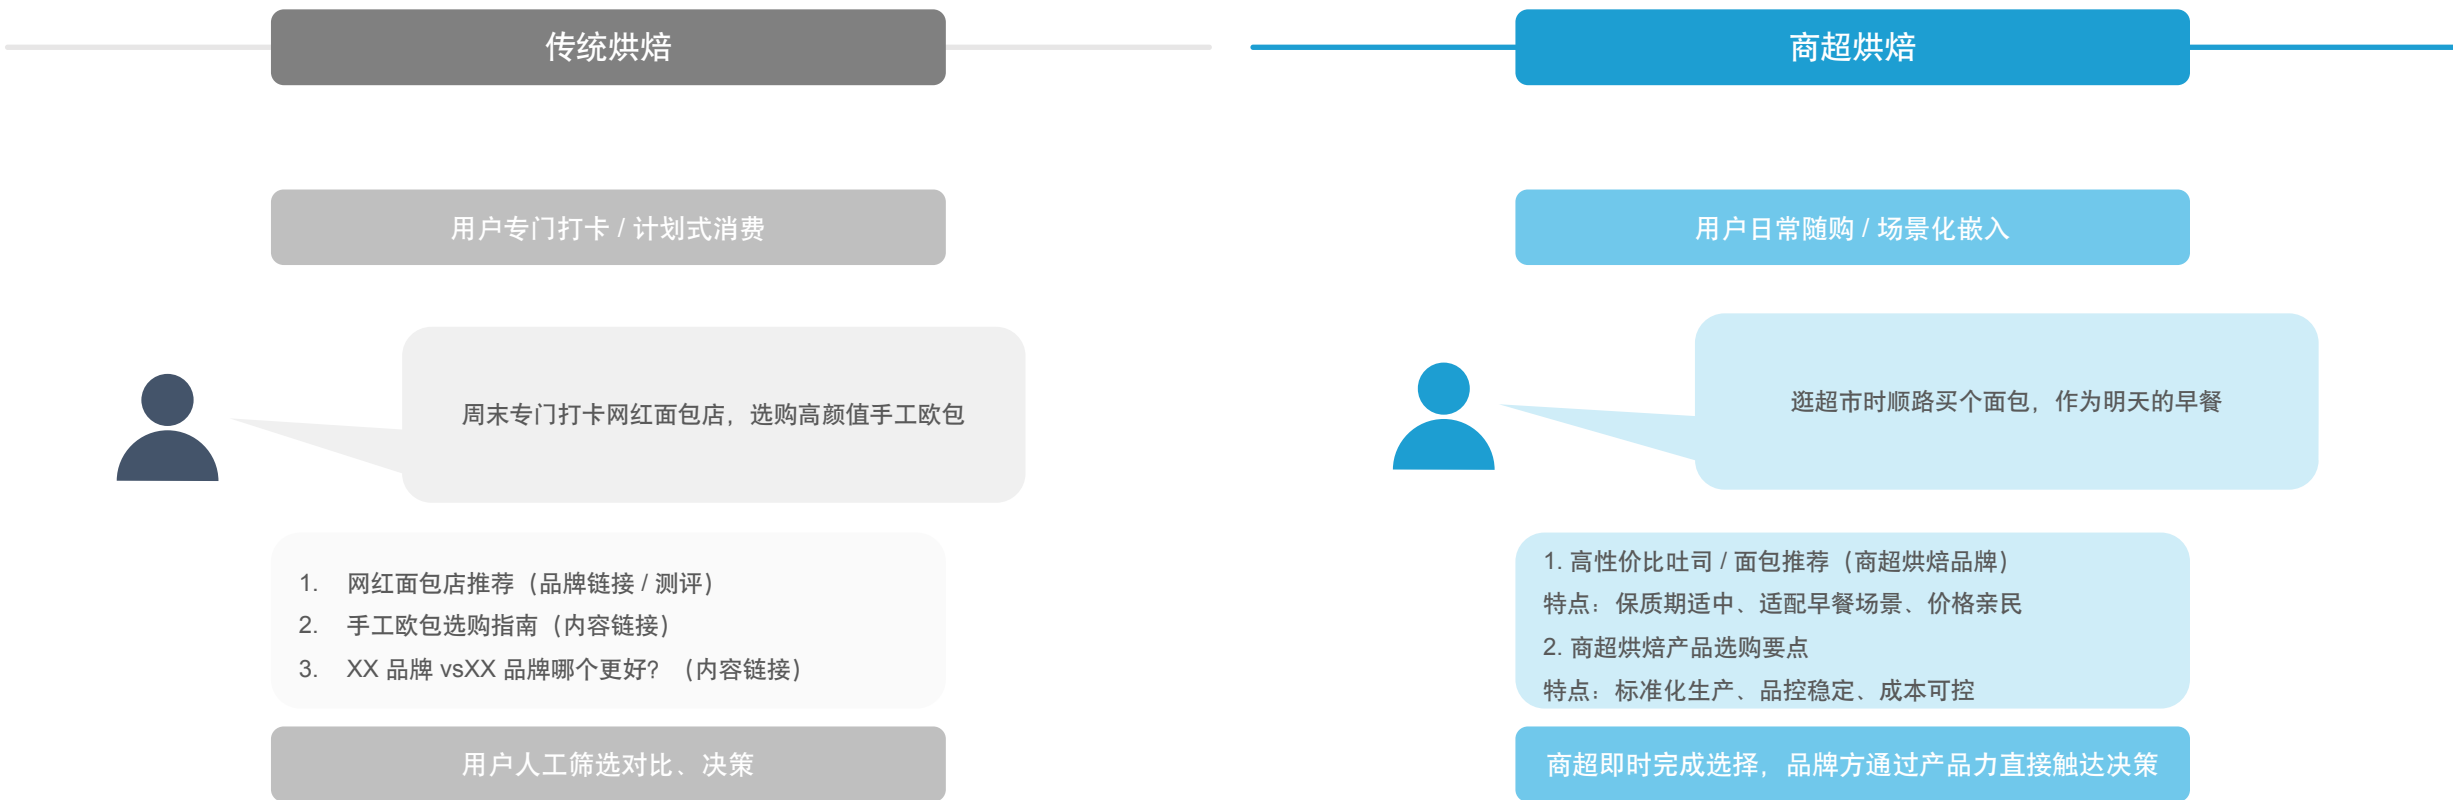 传统烘焙
用户专门打卡 / 计划式消费
周末专门打卡网红面包店，选购高颜值手工欧包
1. 网红面包店推荐（品牌链接 / 测评）
2. 手工欧包选购指南（内容链接）
3. XX 品牌 vsXX 品牌哪个更好？（内容链接）
用户人工筛选对比、决策
商超烘焙
用户日常随购 / 场景化嵌入
逛超市时顺路买个面包，作为明天的早餐
1. 高性价比吐司 / 面包推荐（商超烘焙品牌）
特点：保质期适中、适配早餐场景、价格亲民
2. 商超烘焙产品选购要点
特点：标准化生产、品控稳定、成本可控
商超即时完成选择，品牌方通过产品力直接触达决策